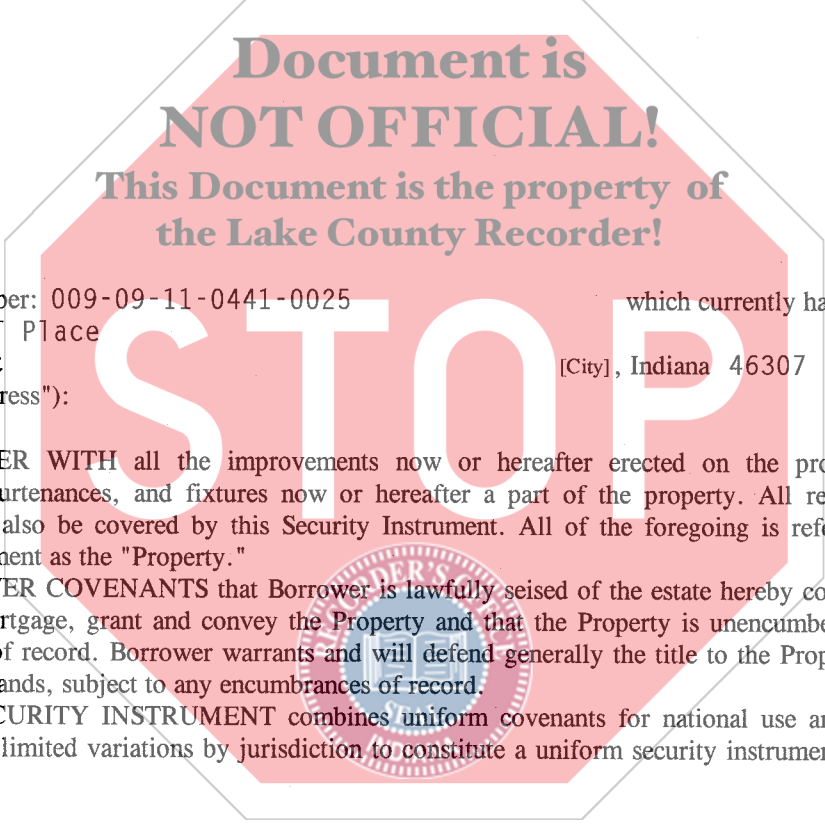 Document is
NOT OFFICIAL!
This Document is the property of
the Lake County Recorder!
STOP
ber: 009-09-11-0441-0025 which currently ha
Place
[City], Indiana 46307
ress"):
ER WITH all the improvements now or hereafter erected on the pro
urtenances, and fixtures now or hereafter a part of the property. All re
also be covered by this Security Instrument. All of the foregoing is refe
ment as the "Property."
ER COVENANTS that Borrower is lawfully seised of the estate hereby co
rtgage, grant and convey the Property and that the Property is unencumbe
of record. Borrower warrants and will defend generally the title to the Prop
ands, subject to any encumbrances of record.
CURITY INSTRUMENT combines uniform covenants for national use an
limited variations by jurisdiction to constitute a uniform security instrumen
SEAL